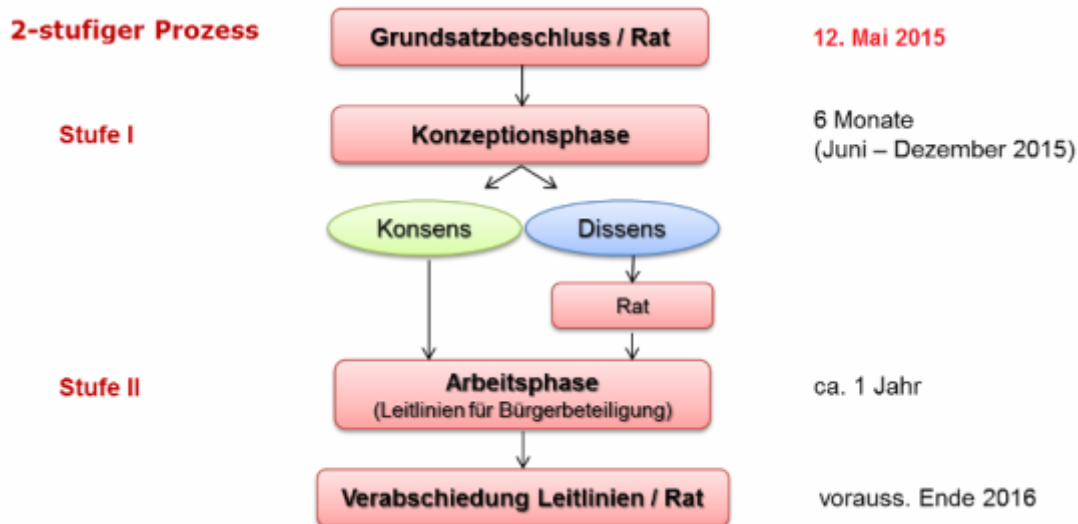 2-stufiger Prozess
Grundsatzbeschluss / Rat
12. Mai 2015
Stufe I
Konzeptionsphase
6 Monate
(Juni – Dezember 2015)
Konsens
Dissens
Rat
Stufe II
Arbeitsphase
(Leitlinien für Bürgerbeteiligung)
ca. 1 Jahr
Verabschiedung Leitlinien / Rat
vorauss. Ende 2016